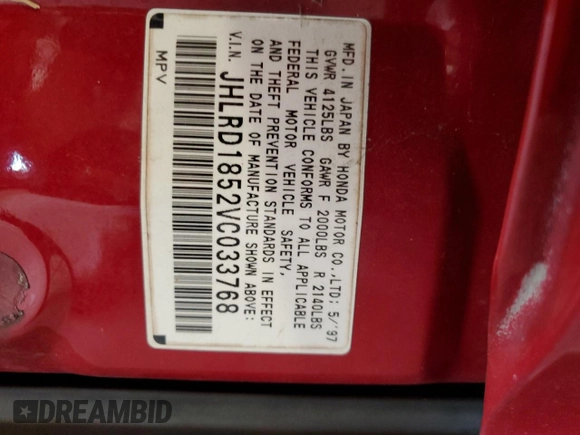 MFD. IN JAPAN BY HONDA MOTOR CO.,LTD; 5/'97
GVWR 4125LBS GAWR F 2000LBS R 2140LBS
THIS VEHICLE CONFORMS TO ALL APPLICABLE
FEDERAL MOTOR VEHICLE SAFETY,
AND THEFT PREVENTION STANDARDS IN EFFECT
ON THE DATE OF MANUFACTURE SHOWN ABOVE:
V.I.N. JHLRD1852VC033768
MPV
DREAMBID